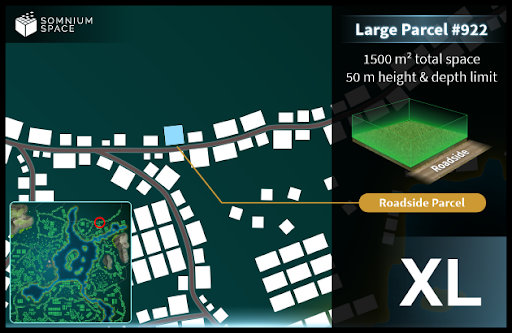 SOMNIUM
SPACE
Large Parcel #922
1500 m² total space
50 m height & depth limit
Roadside
Roadside Parcel
XL